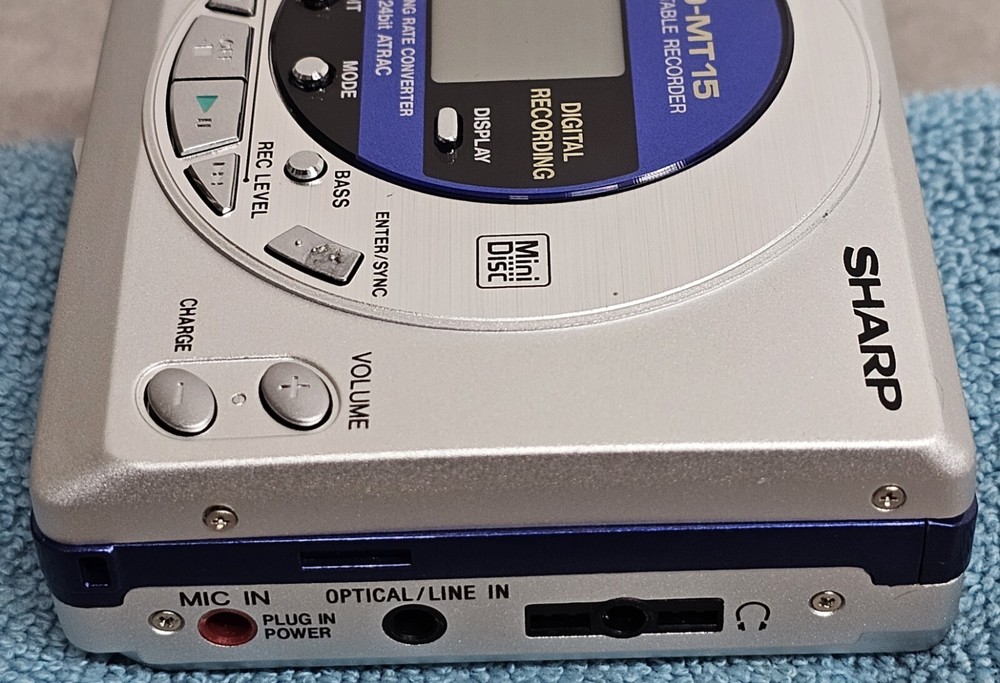 -MT15
TABLE RECORDER
DIGITAL
RECORDING
DISPLAY
NG RATE CONVERTER
24bit ATRAC
MODE
OFF
REC LEVEL
BASS
ENTER/SYNC
Mini
Disc
SHARP
CHARGE
VOLUME
-
+
MIC IN
PLUG IN
POWER
OPTICAL/LINE IN